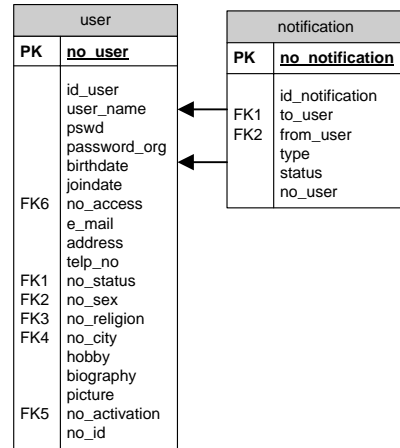 user
PK no_user
id_user
user_name
pswd
password_org
birthdate
joindate
FK6 no_access
e_mail
address
telp_no
FK1 no_status
FK2 no_sex
FK3 no_religion
FK4 no_city
hobby
biography
picture
FK5 no_activation
no_id
notification
PK no_notification
id_notification
FK1 to_user
FK2 from_user
type
status
no_user